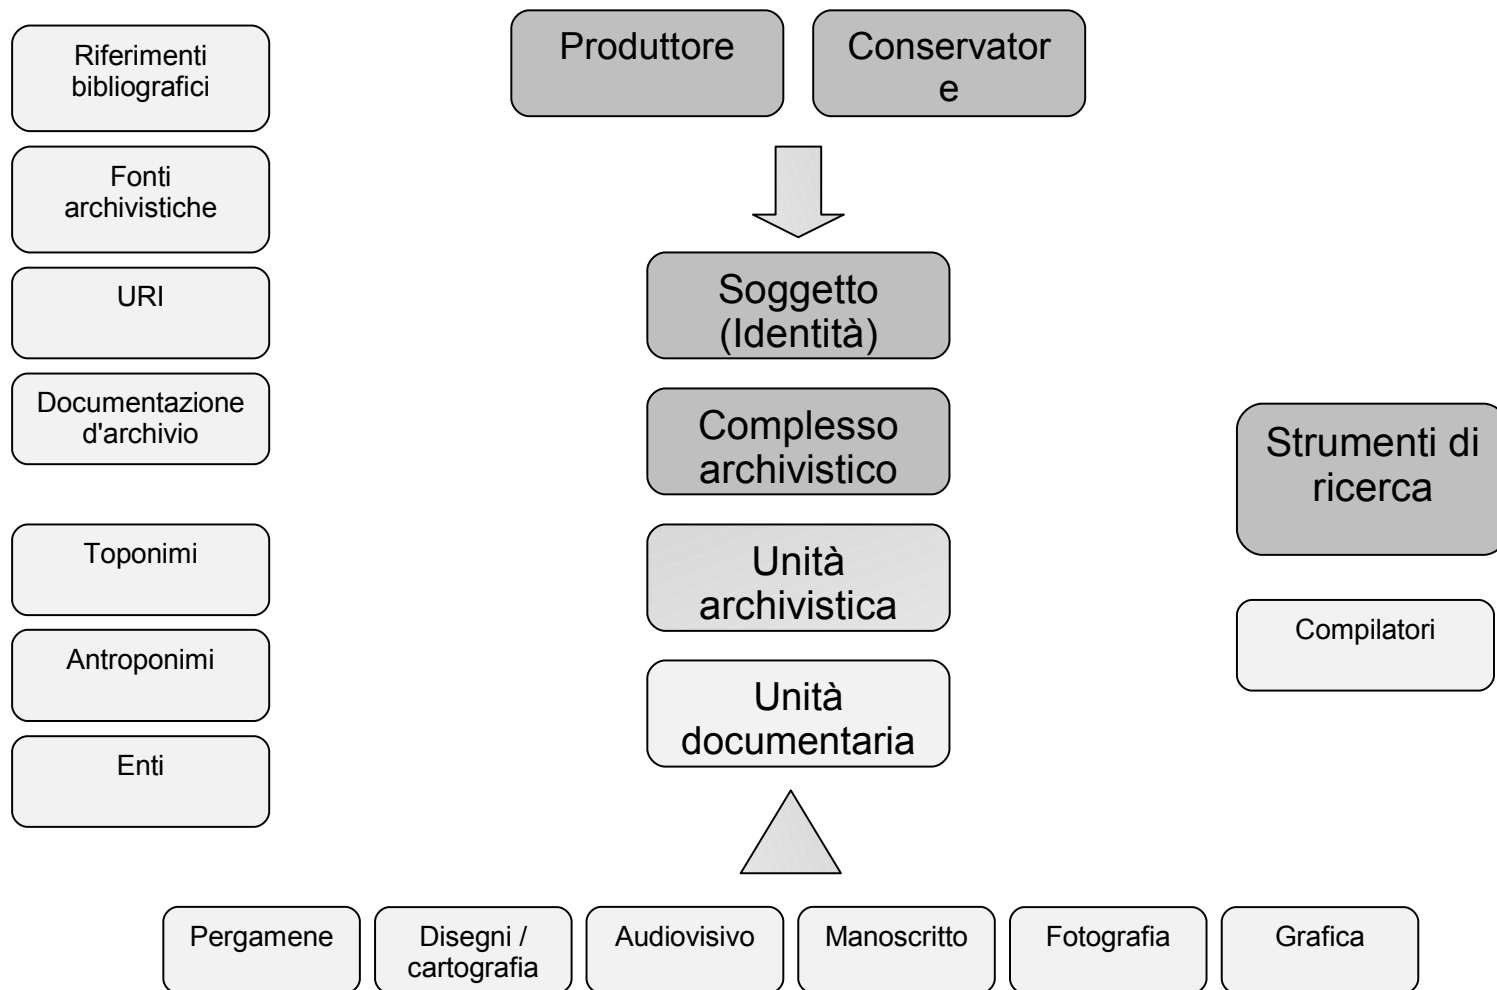 Riferimenti
bibliografici
Fonti
archivistiche
URI
Documentazione
d'archivio
Toponimi
Antroponimi
Enti
Produttore
Conservator
e
Soggetto
(Identità)
Complesso
archivistico
Unità
archivistica
Unità
documentaria
Strumenti di
ricerca
Compilatori
Pergamene
Disegni /
cartografia
Audiovisivo
Manoscritto
Fotografia
Grafica